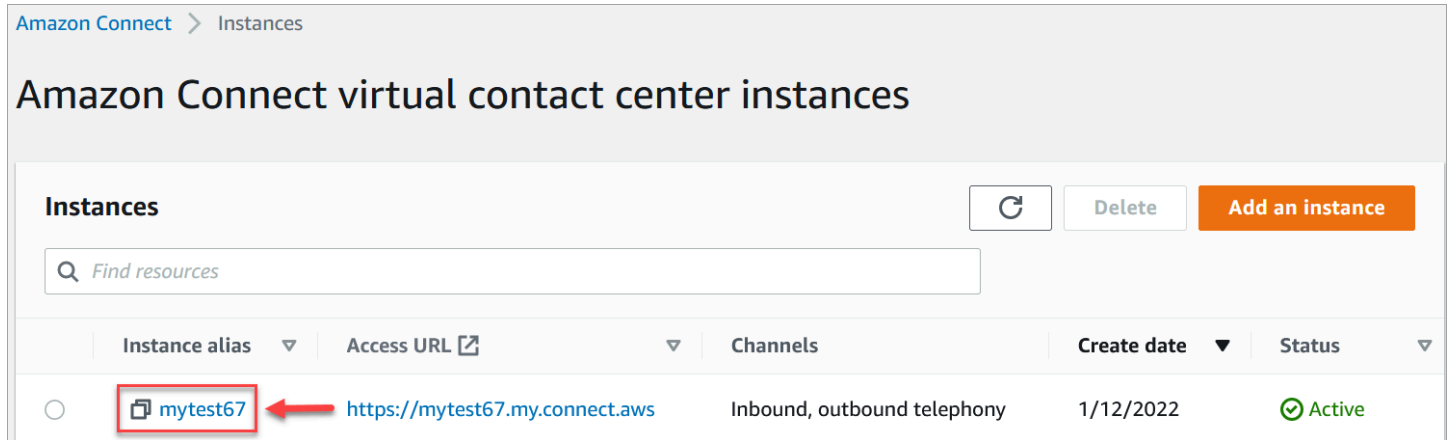 Amazon Connect > Instances
Amazon Connect virtual contact center instances
Instances
Delete
Add an instance
Find resources
Instance alias
Access URL
Channels
Create date
Status
mytest67
https://mytest67.my.connect.aws
Inbound, outbound telephony
1/12/2022
Active